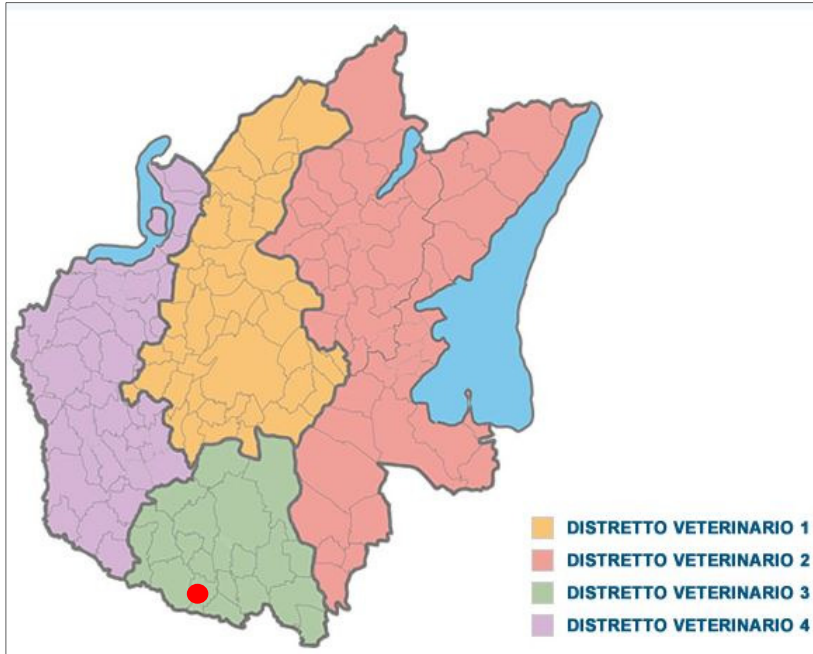 DISTRETTO VETERINARIO 1
DISTRETTO VETERINARIO 2
DISTRETTO VETERINARIO 3
DISTRETTO VETERINARIO 4